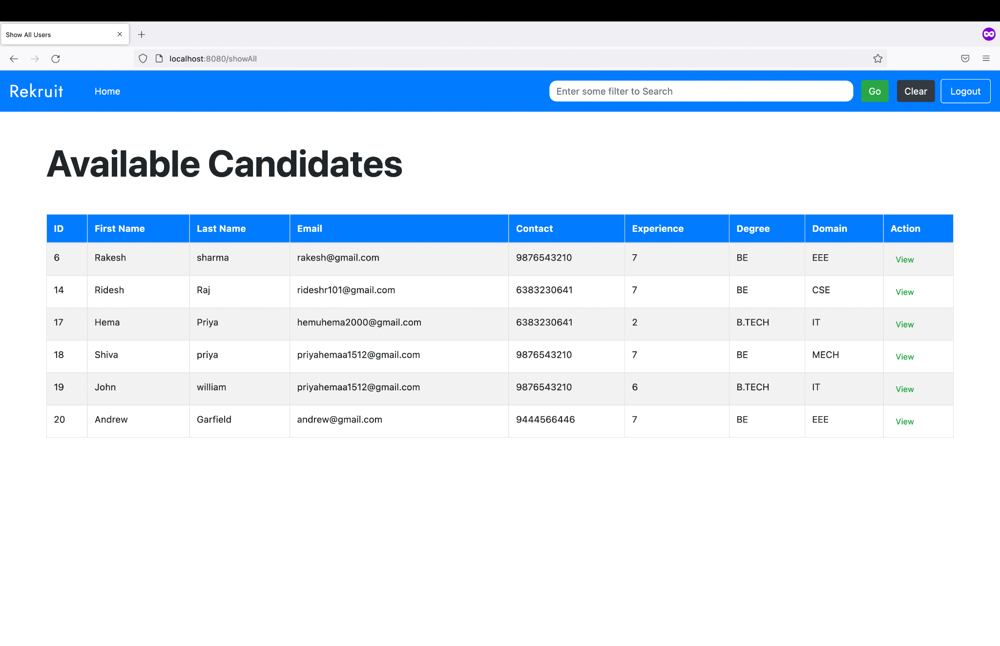 Show All Users
localhost:8080/showAll
Rekruit Home Enter some filter to Search Go Clear Logout
Available Candidates
ID First Name Last Name Email Contact Experience Degree Domain Action
6 Rakesh sharma rakesh@gmail.com 9876543210 7 BE EEE View
14 Ridesh Raj rideshr101@gmail.com 6383230641 7 BE CSE View
17 Hema Priya hemuhema2000@gmail.com 6383230641 2 B.TECH IT View
18 Shiva priya priyahemaa1512@gmail.com 9876543210 7 BE MECH View
19 John william priyahemaa1512@gmail.com 9876543210 6 B.TECH IT View
20 Andrew Garfield andrew@gmail.com 9444566446 7 BE EEE View